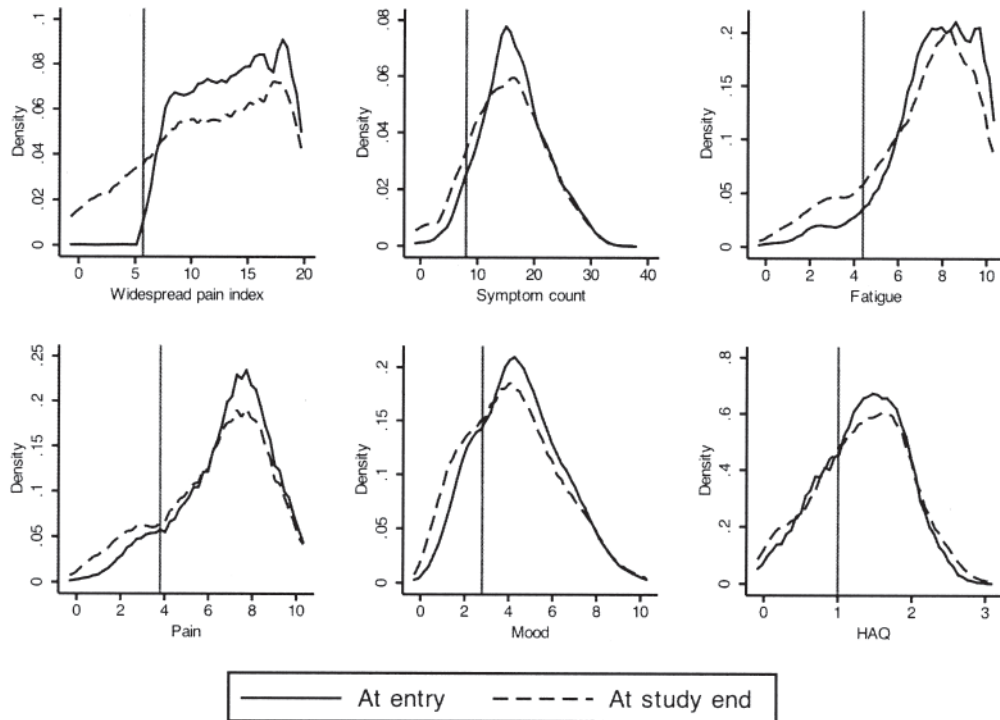 .1
.08
.06
.04
.02
0
Density
0 5 10 15 20
Widespread pain index
.08
.06
.04
.02
0
Density
0 10 20 30 40
Symptom count
.2
.15
.1
.05
0
Density
0 2 4 6 8 10
Fatigue
.25
.2
.15
.1
.05
0
Density
0 2 4 6 8 10
Pain
.2
.15
.1
.05
0
Density
0 2 4 6 8 10
Mood
.8
.6
.4
.2
0
Density
0 1 2 3
HAQ
At entry At study end